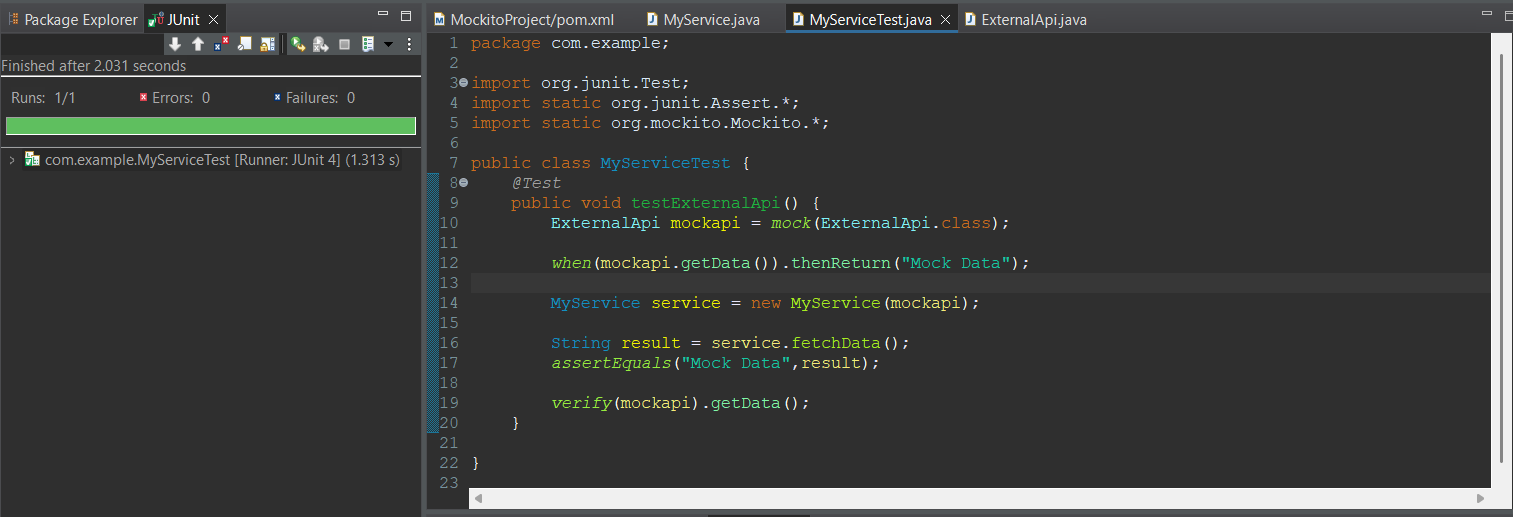 Package Explorer JUnit
Finished after 2.031 seconds
Runs: 1/1 Errors: 0 Failures: 0
com.example.MyServiceTest [Runner: JUnit 4] (1.313 s)
MockitoProject/pom.xml MyService.java MyServiceTest.java ExternalApi.java
1 package com.example;
2
3 import org.junit.Test;
4 import static org.junit.Assert.*;
5 import static org.mockito.Mockito.*;
6
7 public class MyServiceTest {
8     @Test
9     public void testExternalApi() {
10         ExternalApi mockapi = mock(ExternalApi.class);
11
12         when(mockapi.getData()).thenReturn("Mock Data");
13
14         MyService service = new MyService(mockapi);
15
16         String result = service.fetchData();
17         assertEquals("Mock Data",result);
18
19         verify(mockapi).getData();
20     }
21
22 }
23